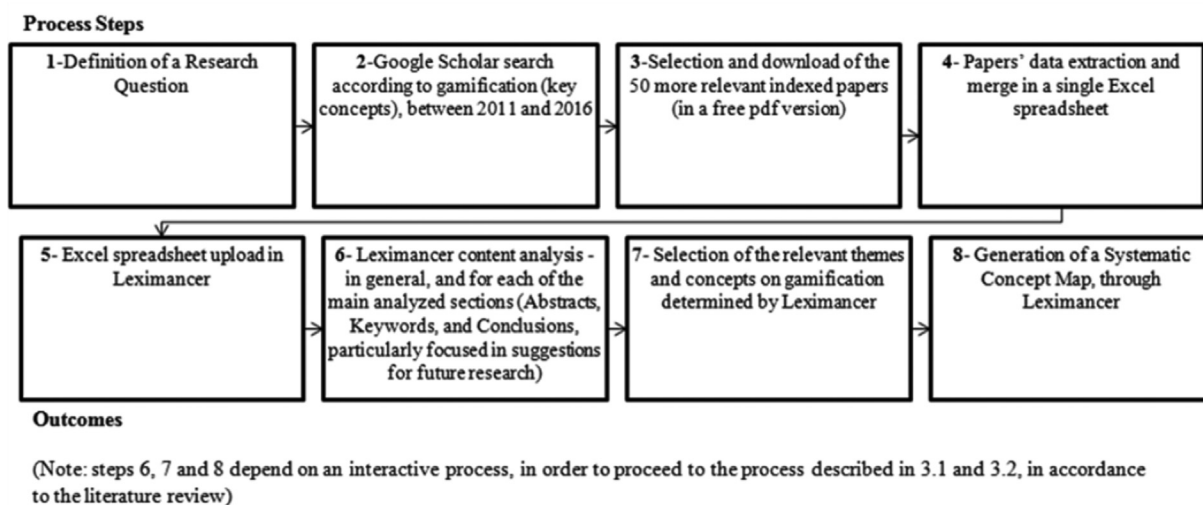 Process Steps
1-Definition of a Research
Question
2-Google Scholar search
according to gamification (key
concepts), between 2011 and 2016
3-Selection and download of the
50 more relevant indexed papers
(in a free pdf version)
4- Papers' data extraction and
merge in a single Excel
spreadsheet
5- Excel spreadsheet upload in
Leximancer
6- Leximancer content analysis -
in general, and for each of the
main analyzed sections (Abstracts,
Keywords, and Conclusions,
particularly focused in suggestions
for future research)
7- Selection of the relevant themes
and concepts on gamification
determined by Leximancer
8- Generation of a Systematic
Concept Map, through
Leximancer
Outcomes
(Note: steps 6, 7 and 8 depend on an interactive process, in order to proceed to the process described in 3.1 and 3.2, in accordance
to the literature review)